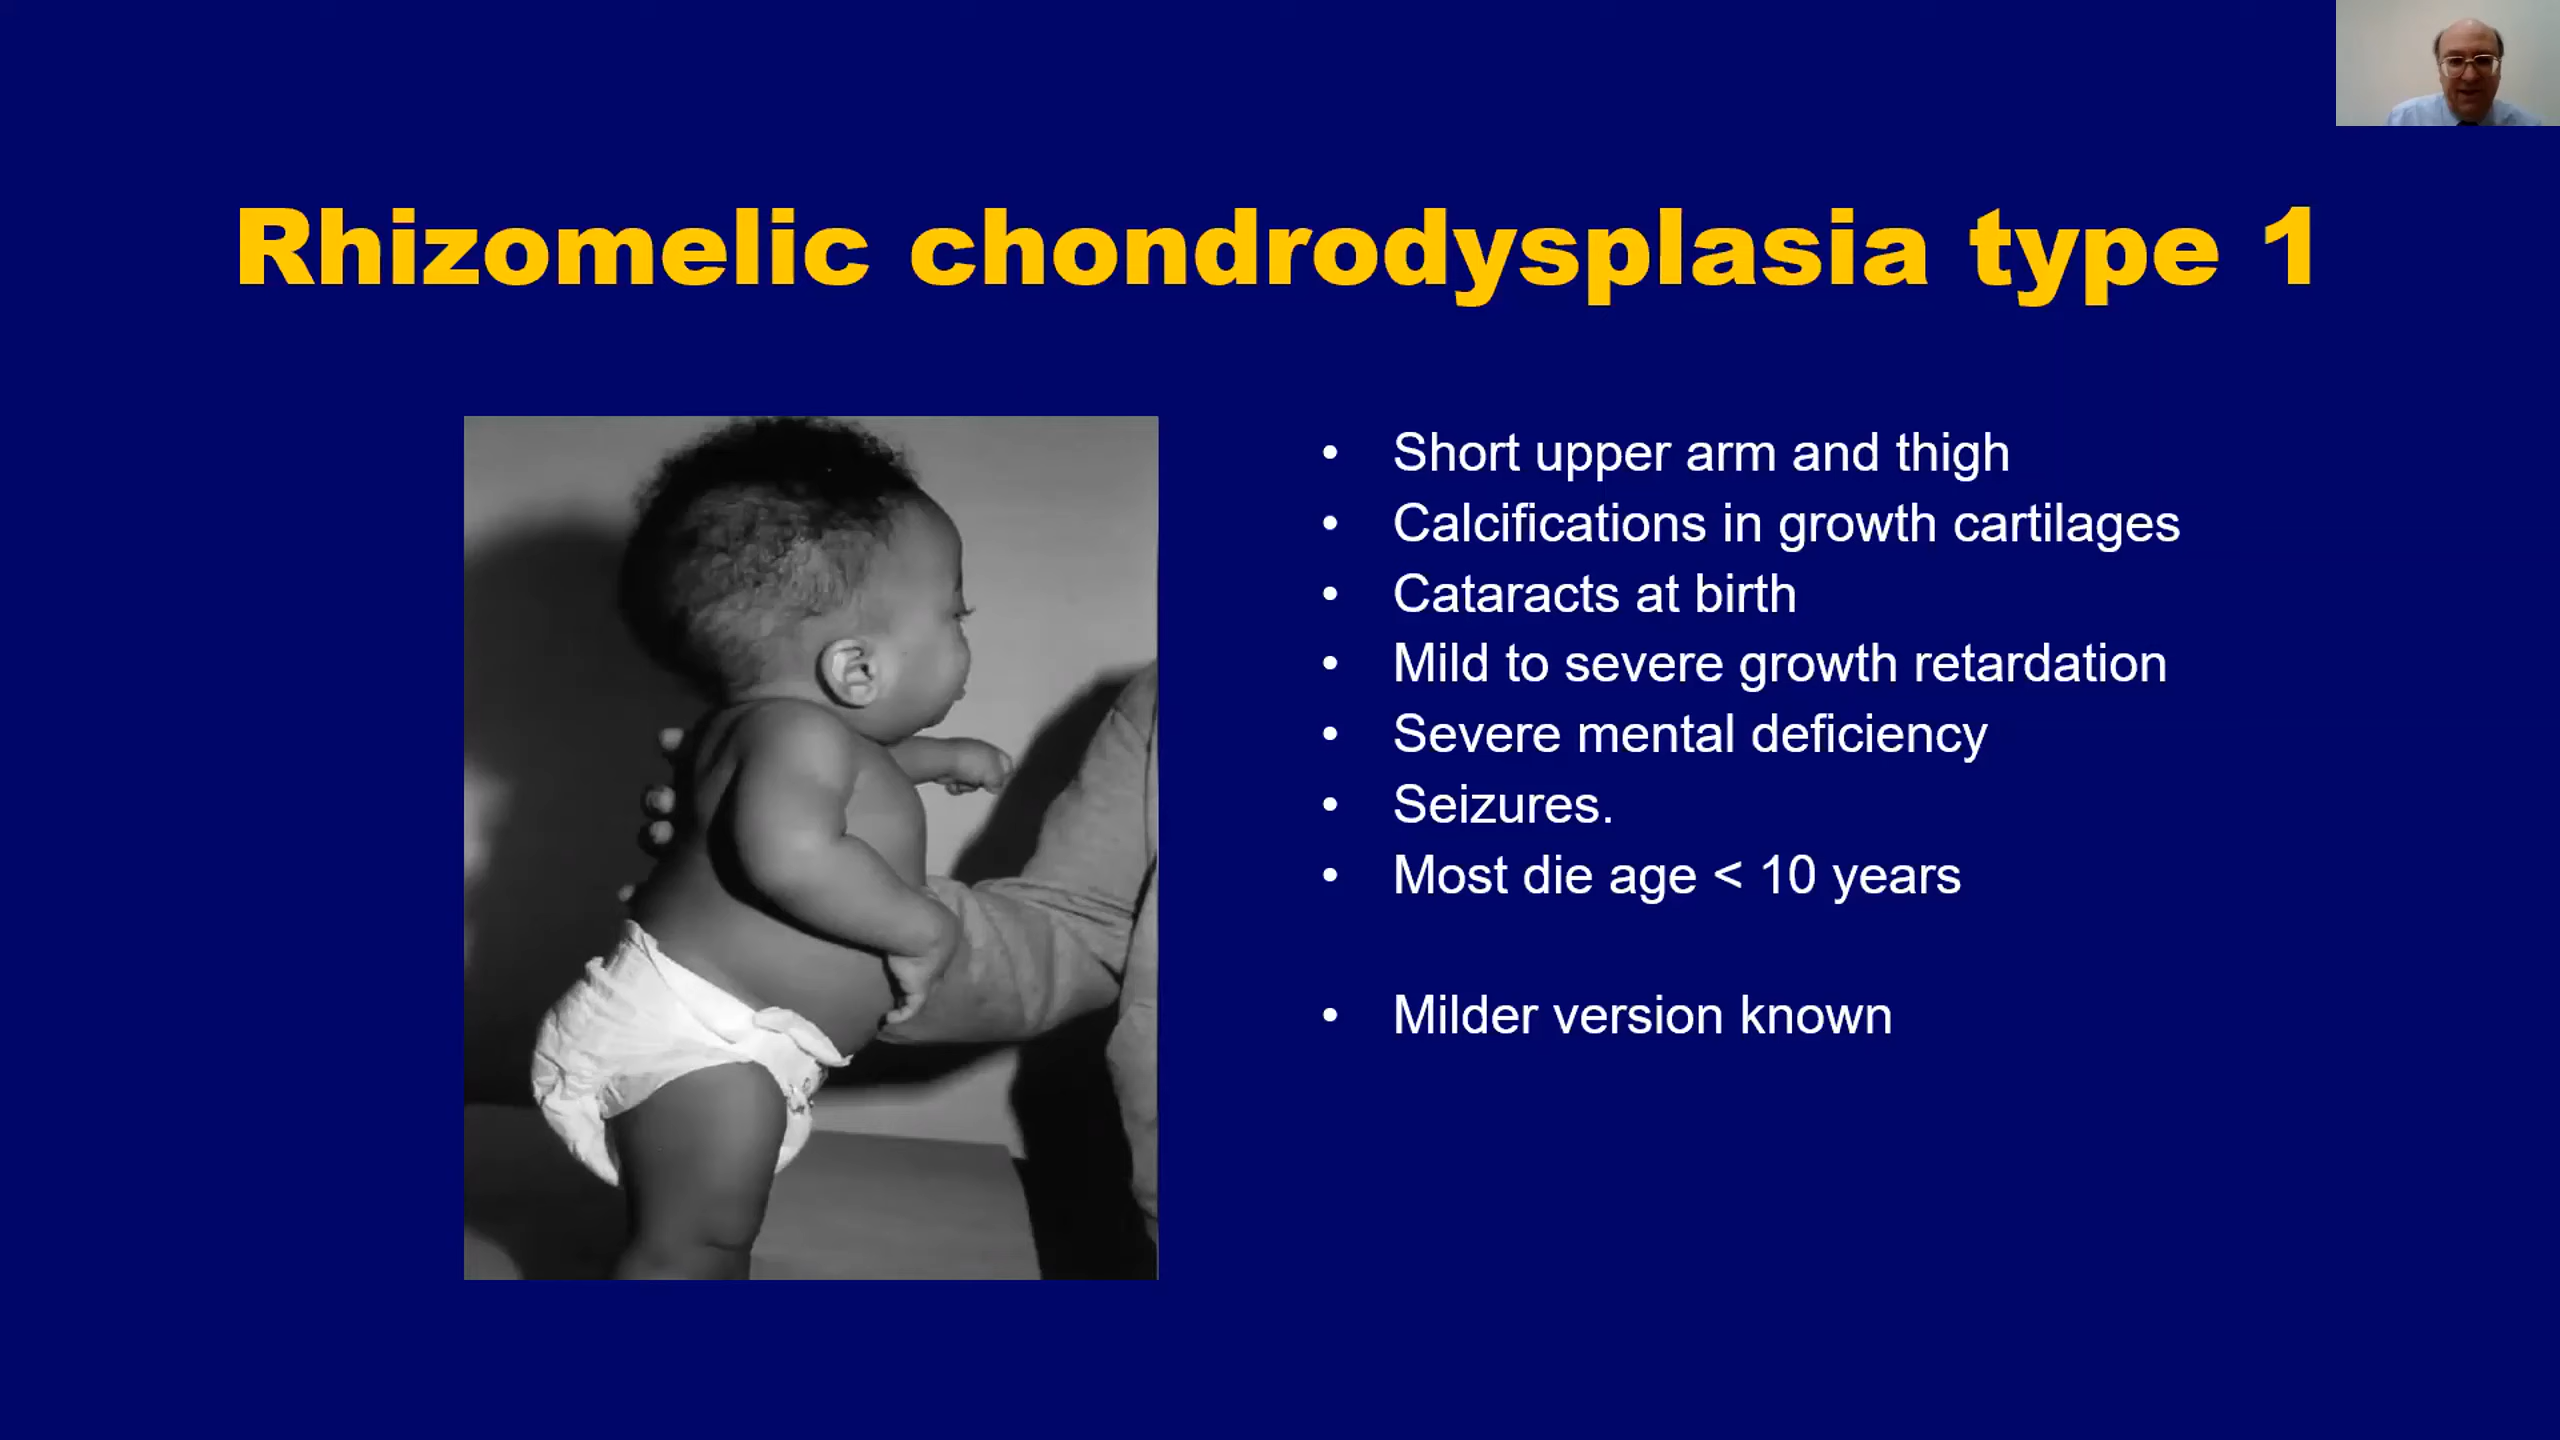 Rhizomelic chondrodysplasia type 1
• Short upper arm and thigh
• Calcifications in growth cartilages
• Cataracts at birth
• Mild to severe growth retardation
• Severe mental deficiency
• Seizures.
• Most die age < 10 years
• Milder version known